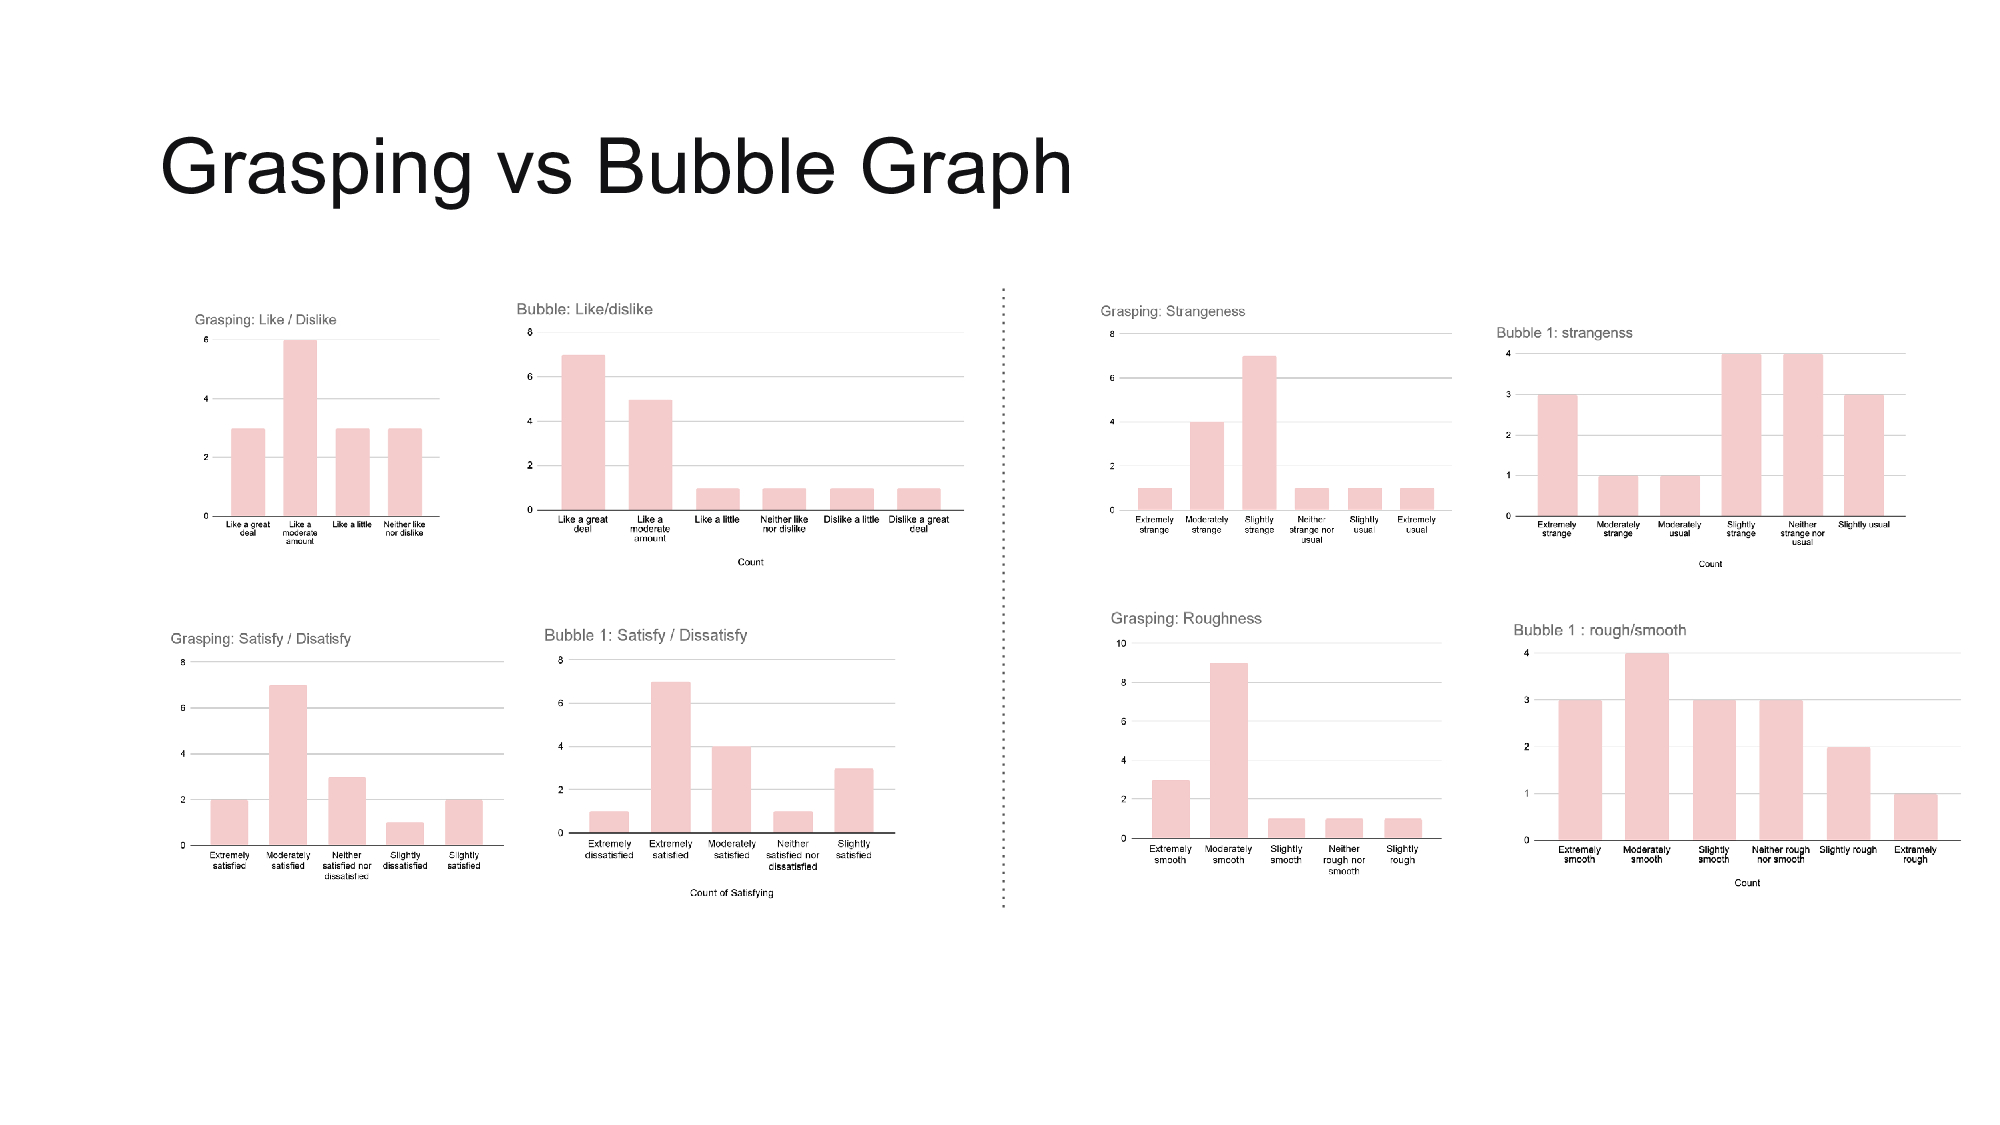 Grasping vs Bubble Graph
Grasping: Like / Dislike
6
4
2
0
Like a great
deal
Like a
moderate
amount
Like a little
Neither like
nor dislike
Bubble: Like/dislike
8
6
4
2
0
Like a great
deal
Like a
moderate
amount
Like a little
Neither like
nor dislike
Dislike a little
Dislike a great
deal
Count
Grasping: Satisfy / Disatisfy
8
6
4
2
0
Extremely
satisfied
Moderately
satisfied
Neither
satisfied nor
dissatisfied
Slightly
dissatisfied
Slightly
satisfied
Bubble 1: Satisfy / Dissatisfy
8
6
4
2
0
Extremely
dissatisfied
Extremely
satisfied
Moderately
satisfied
Neither
satisfied nor
dissatisfied
Slightly
satisfied
Count of Satisfying
Grasping: Strangeness
8
6
4
2
0
Extremely
strange
Moderately
strange
Slightly
strange
Neither
strange nor
usual
Slightly
usual
Extremely
usual
Bubble 1: strangenss
4
3
2
1
0
Extremely
strange
Moderately
strange
Moderately
usual
Slightly
strange
Neither
strange nor
usual
Slightly usual
Count
Grasping: Roughness
10
8
6
4
2
0
Extremely
smooth
Moderately
smooth
Slightly
smooth
Neither
rough nor
smooth
Slightly
rough
Bubble 1 : rough/smooth
4
3
2
1
0
Extremely
smooth
Moderately
smooth
Slightly
smooth
Neither rough
nor smooth
Slightly rough
Extremely
rough
Count